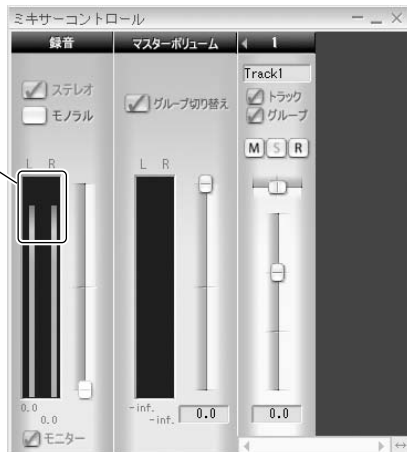 ミキサーコントロール
録音
マスターボリューム
1
ステレオ
モノラル
グループ切り替え
Track1
トラック
グループ
M S R
L R
L R
0.0
0.0
モニター
-inf.
-inf.
0.0
0.0